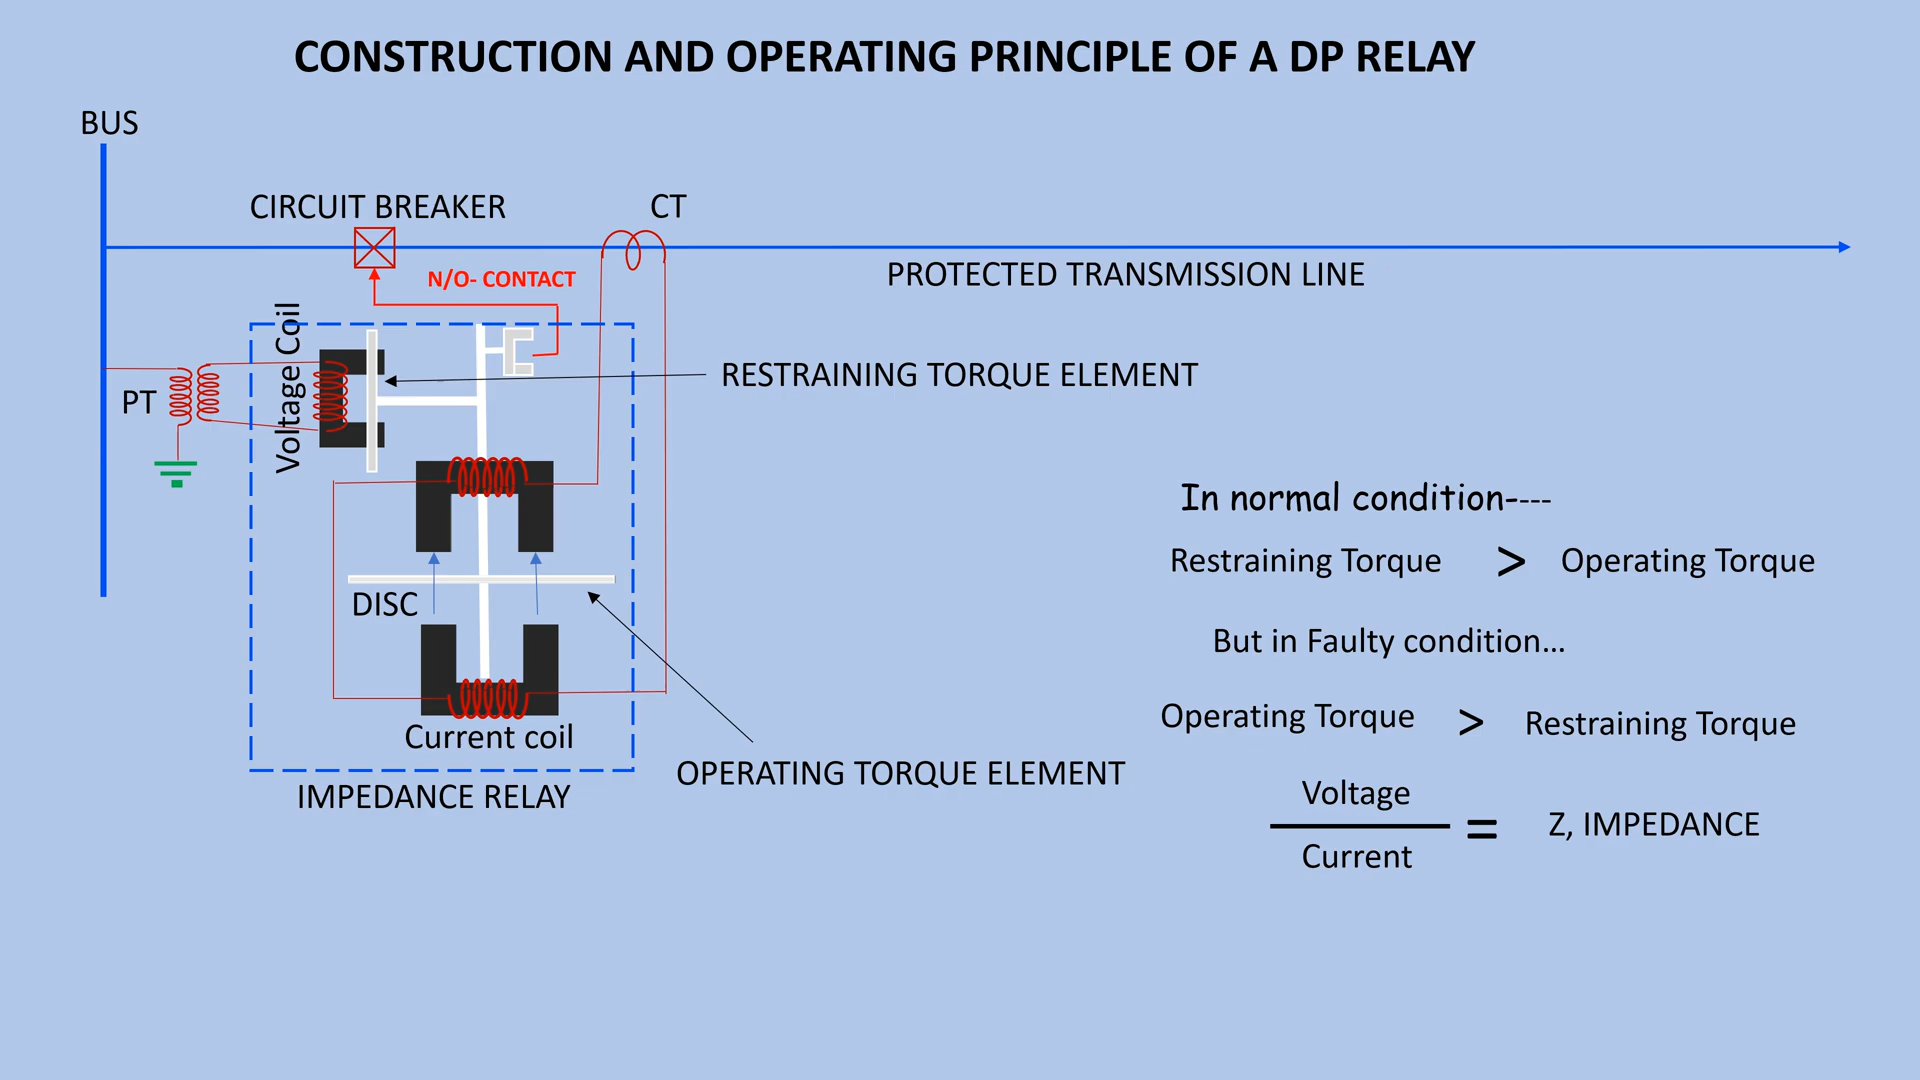 CONSTRUCTION AND OPERATING PRINCIPLE OF A DP RELAY
BUS
CIRCUIT BREAKER
CT
N/O- CONTACT
PROTECTED TRANSMISSION LINE
Voltage Coil
PT
RESTRAINING TORQUE ELEMENT
In normal condition----
Restraining Torque > Operating Torque
DISC
But in Faulty condition...
Operating Torque > Restraining Torque
Current coil
OPERATING TORQUE ELEMENT
IMPEDANCE RELAY
Voltage
= Z, IMPEDANCE
Current